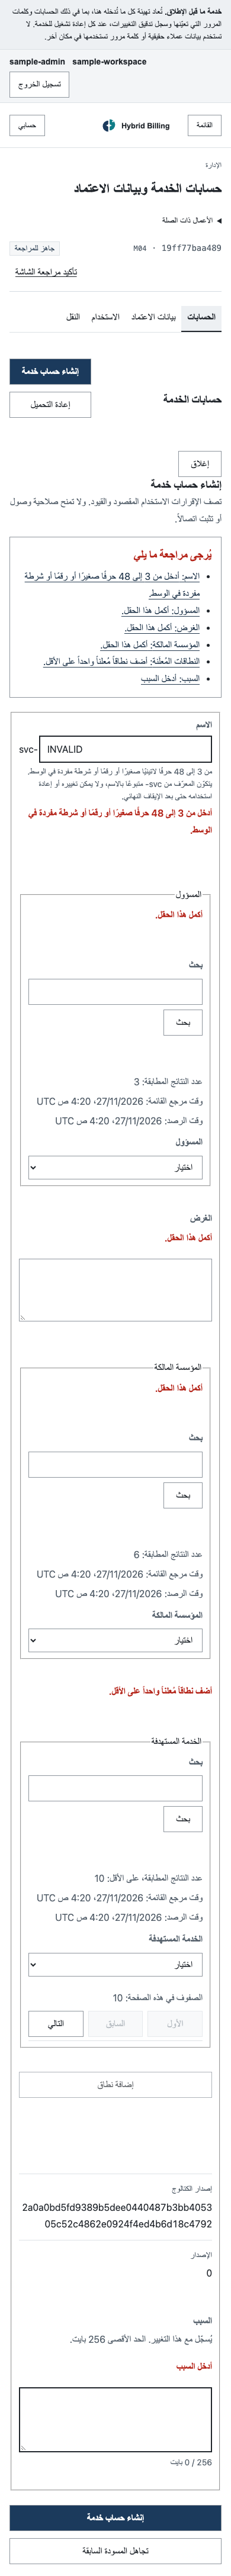 خدمة ما قبل الإطلاق. تُعاد تهيئة كل ما تُدخله هنا، بما في ذلك الحسابات وكلمات
المرور التي تعيّنها وسجل تدقيق التغييرات، عند كل إعادة تشغيل للخدمة. لا
تستخدم بيانات عملاء حقيقية أو كلمة مرور تستخدمها في مكان آخر.
sample-admin sample-workspace
تسجيل الخروج
القائمة
Hybrid Billing
حسابي
الإدارة
حسابات الخدمة وبيانات الاعتماد
الأعمال ذات الصلة
M04 · 19ff77baa489
جاهز للمراجعة
تأكيد مراجعة الشاشة
الحسابات
بيانات الاعتماد
الاستخدام
النقل
إنشاء حساب خدمة
حسابات الخدمة
إعادة التحميل
إغلاق
إنشاء حساب خدمة
تصف الإقرارات الاستخدام المقصود والقيود. ولا تمنح صلاحية وصول
أو تثبت اتصالاً.
يُرجى مراجعة ما يلي
الاسم: أدخل من 3 إلى 48 حرفًا صغيرًا أو رقمًا أو شرطة
مفردة في الوسط.
المسؤول: أكمل هذا الحقل.
الغرض: أكمل هذا الحقل.
المؤسسة المالكة: أكمل هذا الحقل.
النطاقات المُعلَنة: أضف نطاقاً مُعلناً واحداً على الأقل.
السبب: أدخل السبب
الاسم
svc- INVALID
من 3 إلى 48 حرفًا لاتينيًا صغيرًا أو رقمًا أو شرطة مفردة في الوسط.
يتكوّن المعرّف من svc- متبوعًا بالاسم، ولا يمكن تغييره أو إعادة
استخدامه حتى بعد الإيقاف النهائي.
أدخل من 3 إلى 48 حرفًا صغيرًا أو رقمًا أو شرطة مفردة في
الوسط.
المسؤول
أكمل هذا الحقل.
بحث
بحث
عدد النتائج المطابقة: 3
وقت مرجع القائمة: 27/11/2026، 4:20 ص UTC
وقت الرصد: 27/11/2026، 4:20 ص UTC
المسؤول
اختيار
الغرض
أكمل هذا الحقل.
المؤسسة المالكة
أكمل هذا الحقل.
بحث
بحث
عدد النتائج المطابقة: 6
وقت مرجع القائمة: 27/11/2026، 4:20 ص UTC
وقت الرصد: 27/11/2026، 4:20 ص UTC
المؤسسة المالكة
اختيار
أضف نطاقاً مُعلناً واحداً على الأقل.
الخدمة المستهدفة
بحث
بحث
عدد النتائج المطابقة، على الأقل: 10
وقت مرجع القائمة: 27/11/2026، 4:20 ص UTC
وقت الرصد: 27/11/2026، 4:20 ص UTC
الخدمة المستهدفة
اختيار
الصفوف في هذه الصفحة: 10
الأول
السابق
التالي
إضافة نطاق
إصدار الكتالوج
2a0a0bd5fd9389b5dee0440487b3bb4053
05c52c4862e0924f4ed4b6d18c4792
الإصدار
0
السبب
يُسجَّل مع هذا التغيير. الحد الأقصى 256 بايت.
أدخل السبب
256 / 0 بايت
إنشاء حساب خدمة
تجاهل المسودة السابقة